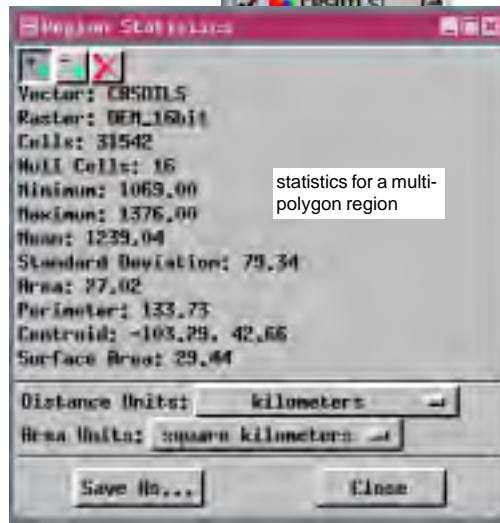 CBSOILS
Region Statistics
Vector: CBSOILS
Raster: DEM_16bit
Cells: 31542
Null Cells: 16
Minimum: 1069.00
Maximum: 1376.00
Mean: 1239.04
Standard Deviation: 79.34
Area: 27.02
Perimeter: 133.73
Centroid: -103.29, 42.66
Surface Area: 29.44
statistics for a multi-
polygon region
Distance Units: kilometers
Area Units: square kilometers
Save As...
Close